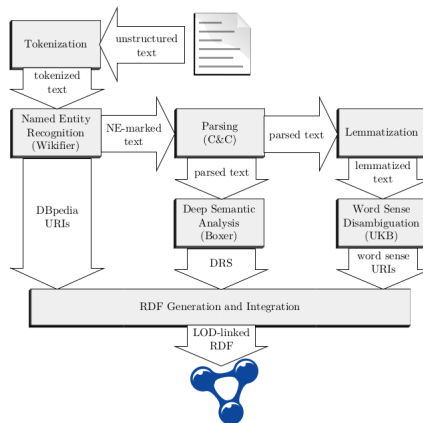 Tokenization
unstructured
text
tokenized
text
Named Entity
Recognition
(Wikifier)
NE-marked
text
Parsing
(C&C)
parsed text
Lemmatization
parsed text
lemmatized
text
DBpedia
URIs
Deep Semantic
Analysis
(Boxer)
Word Sense
Disambiguation
(UKB)
DRS
word sense
URIs
RDF Generation and Integration
LOD-linked
RDF